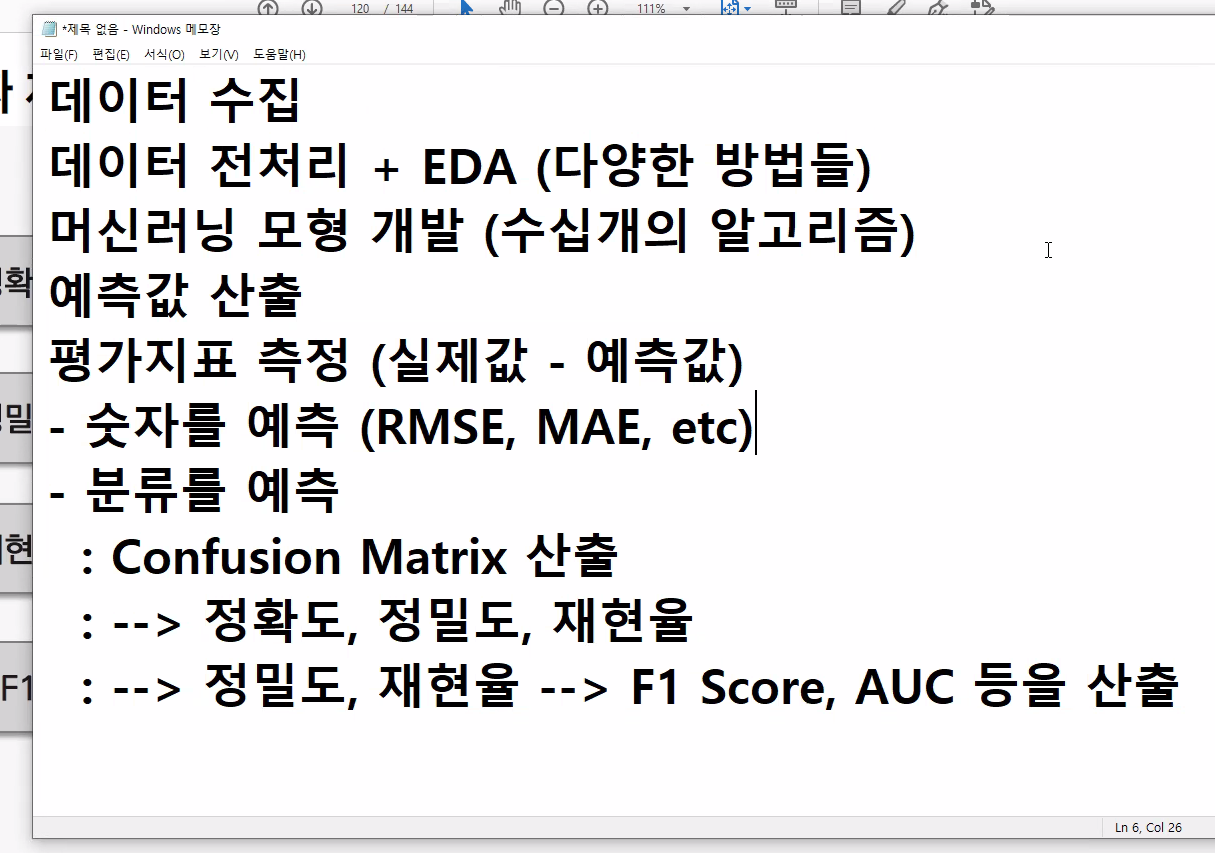 120 / 144 111%
*제목 없음 - Windows 메모장
파일(F) 편집(E) 서식(O) 보기(V) 도움말(H)
데이터 수집
데이터 전처리 + EDA (다양한 방법들)
머신러닝 모형 개발 (수십개의 알고리즘)
예측값 산출
평가지표 측정 (실제값 - 예측값)
- 숫자를 예측 (RMSE, MAE, etc)
- 분류를 예측
: Confusion Matrix 산출
: --> 정확도, 정밀도, 재현율
: --> 정밀도, 재현율 --> F1 Score, AUC 등을 산출
F1
Ln 6, Col 26